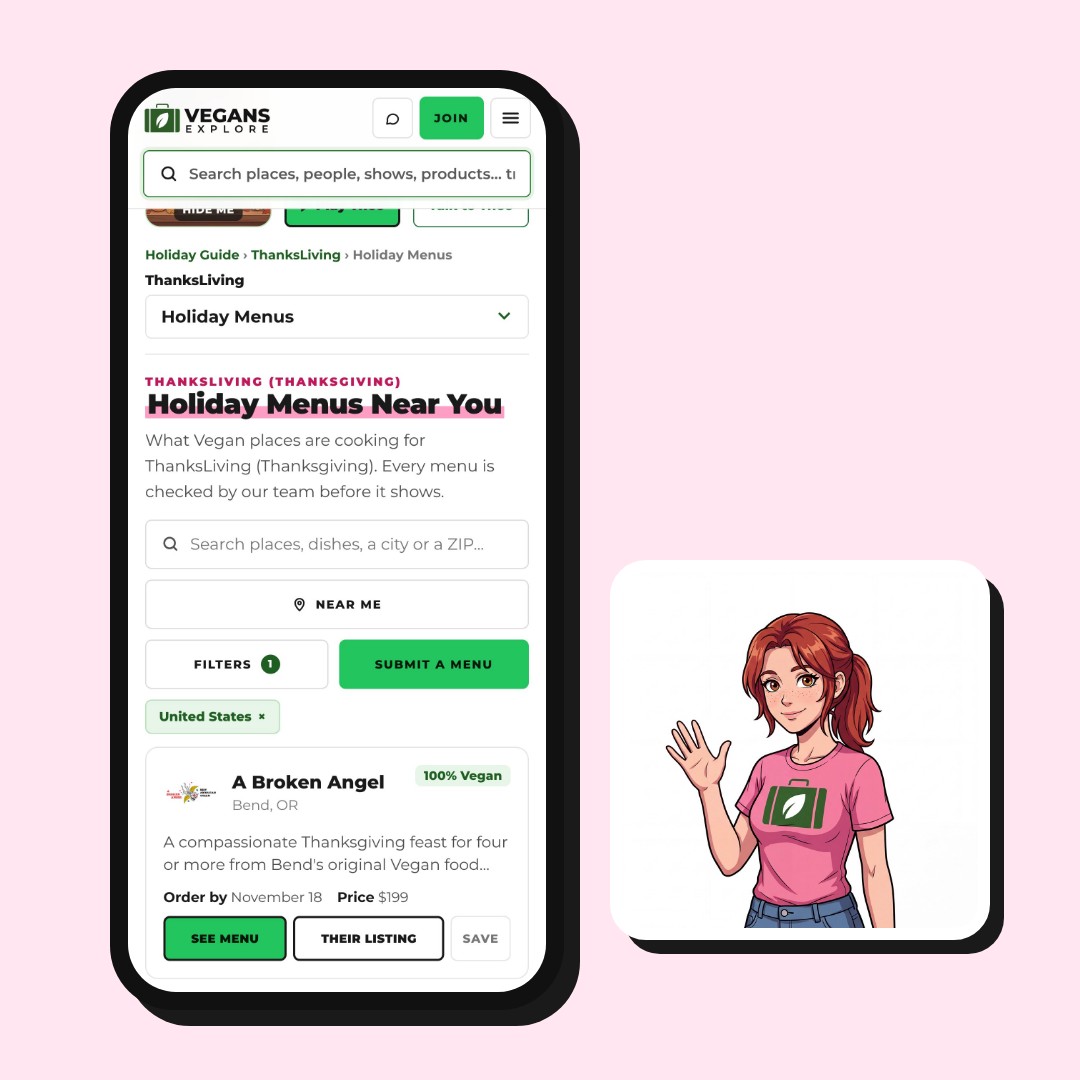 VEGANS
EXPLORE
JOIN
Search places, people, shows, products...
HIDE ME
Holiday Guide › ThanksLiving › Holiday Menus
ThanksLiving
Holiday Menus
THANKSLIVING (THANKSGIVING)
Holiday Menus Near You
What Vegan places are cooking for
ThanksLiving (Thanksgiving). Every menu is
checked by our team before it shows.
Search places, dishes, a city or a ZIP...
NEAR ME
FILTERS 1
SUBMIT A MENU
United States ×
A Broken Angel
100% Vegan
Bend, OR
A compassionate Thanksgiving feast for four
or more from Bend's original Vegan food...
Order by November 18 Price $199
SEE MENU
THEIR LISTING
SAVE